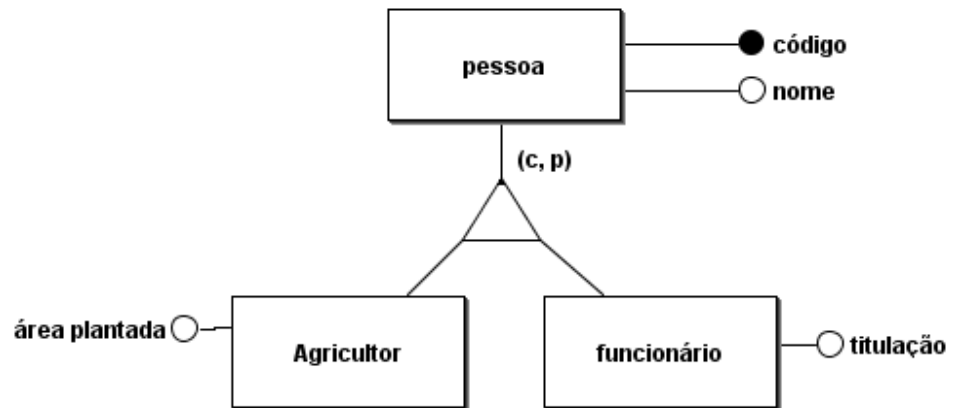 pessoa
código
nome
(c, p)
área plantada
Agricultor
funcionário
titulação